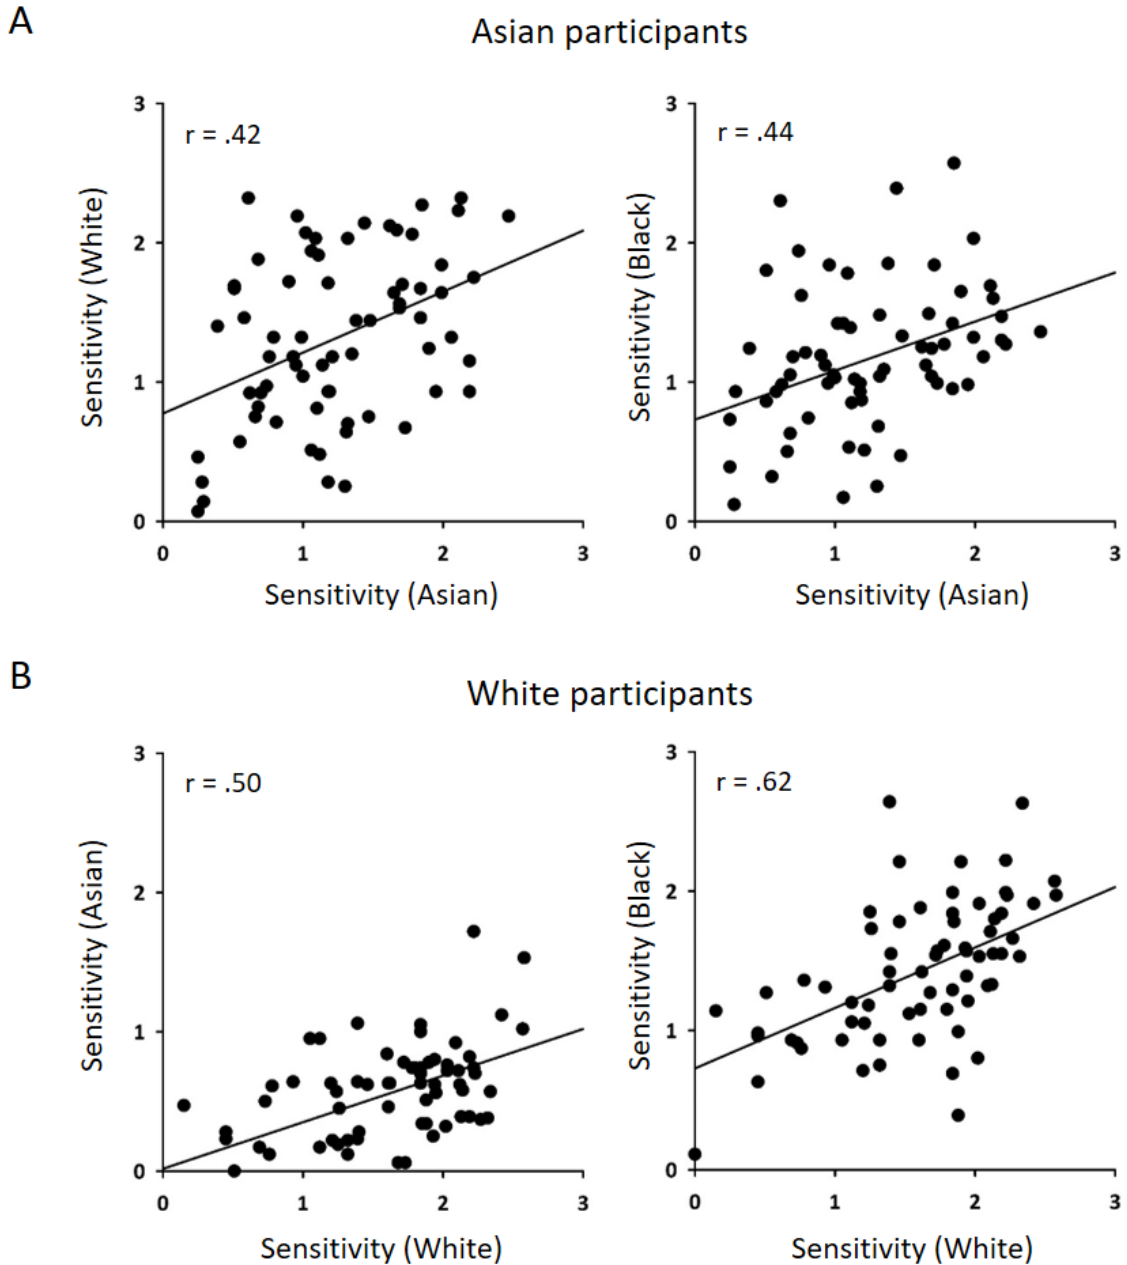 A
Asian participants
3
2
1
0
r = .42
Sensitivity (White)
0 1 2 3
Sensitivity (Asian)
3
2
1
0
r = .44
Sensitivity (Black)
0 1 2 3
Sensitivity (Asian)
B
White participants
3
2
1
0
r = .50
Sensitivity (Asian)
0 1 2 3
Sensitivity (White)
3
2
1
0
r = .62
Sensitivity (Black)
0 1 2 3
Sensitivity (White)